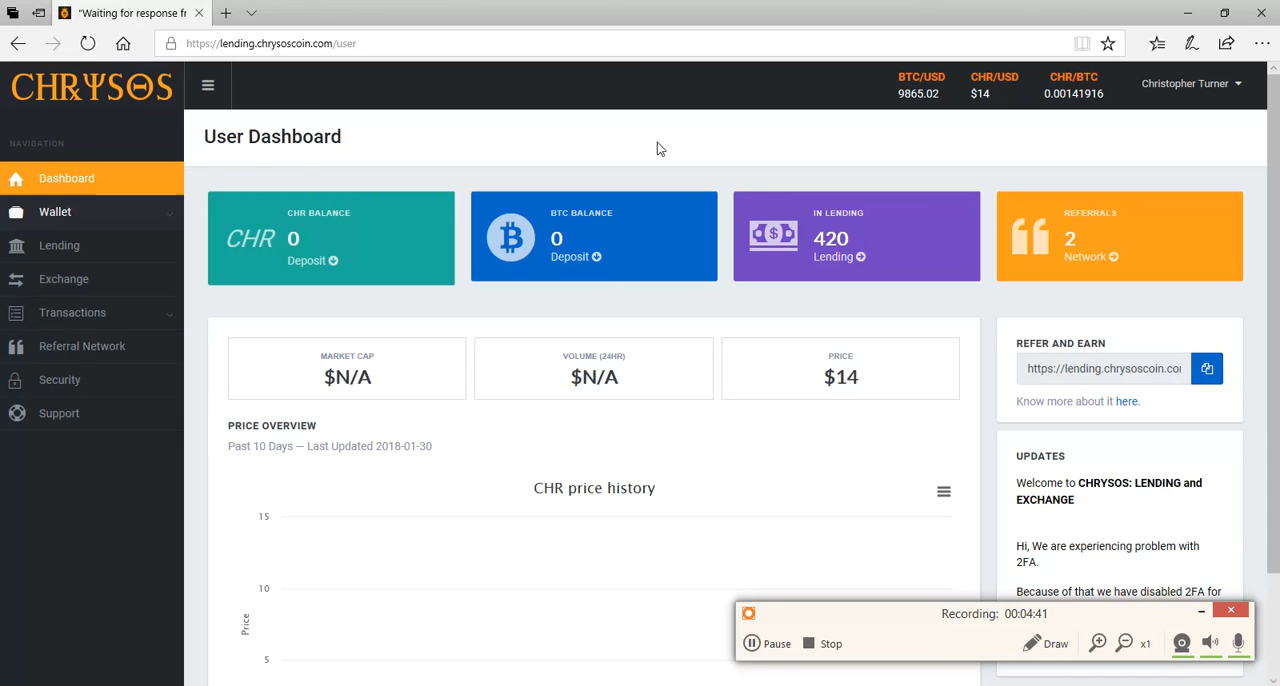 "Waiting for response fr
https://lending.chrysoscoin.com/user
CHRΨSΘS
BTC/USD
9865.02
CHR/USD
$14
CHR/BTC
0.00141916
Christopher Turner
NAVIGATION
Dashboard
Wallet
Lending
Exchange
Transactions
Referral Network
Security
Support
User Dashboard
CHR
CHR BALANCE
0
Deposit
BTC BALANCE
0
Deposit
IN LENDING
420
Lending
REFERRALS
2
Network
MARKET CAP
$N/A
VOLUME (24HR)
$N/A
PRICE
$14
PRICE OVERVIEW
Past 10 Days — Last Updated 2018-01-30
CHR price history
15
10
5
Price
REFER AND EARN
https://lending.chrysoscoin.co
Know more about it here.
UPDATES
Welcome to CHRYSOS: LENDING and
EXCHANGE
Hi, We are experiencing problem with
2FA.
Because of that we have disabled 2FA for
Recording: 00:04:41
Pause
Stop
Draw
x1